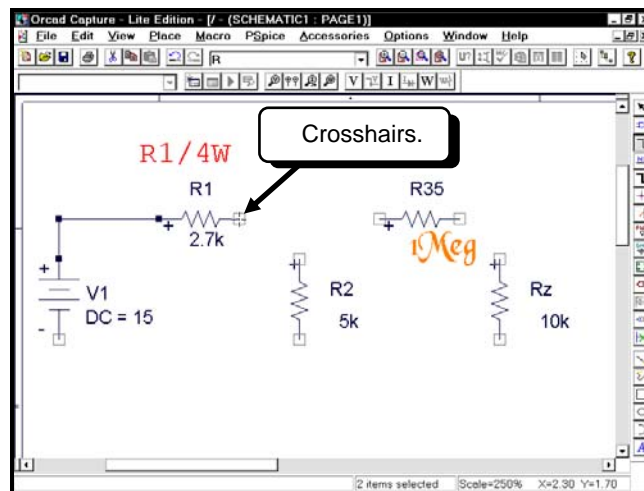 Orcad Capture - Lite Edition - [/ - (SCHEMATIC1 : PAGE1)]
File Edit View Place Macro PSpice Accessories Options Window Help
R
V I W
Crosshairs.
R1/4W
R1
R35
+
+
2.7k
1Meg
+
+
+
V1
R2
Rz
DC = 15
5k
10k
-
2 items selected Scale=250% X=2.30 Y=1.70